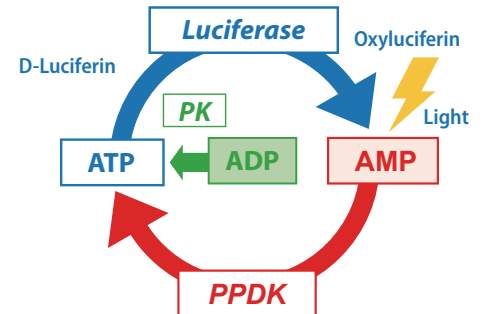 Luciferase
Oxyluciferin
D-Luciferin
Light
PK
ATP
ADP
AMP
PPDK